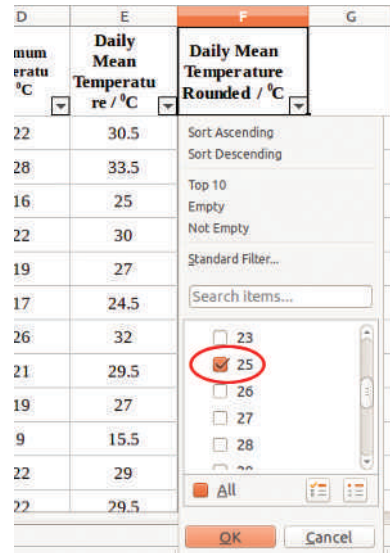 D E F G
mum
eratu
⁰C
Daily
Mean
Temperatu
re / ⁰C
Daily Mean
Temperature
Rounded / ⁰C
22 30.5
28 33.5
16 25
22 30
19 27
17 24.5
26 32
21 29.5
19 27
9 15.5
22 29
22 29.5
Sort Ascending
Sort Descending
Top 10
Empty
Not Empty
Standard Filter...
Search items...
23
25
26
27
28
All
OK Cancel